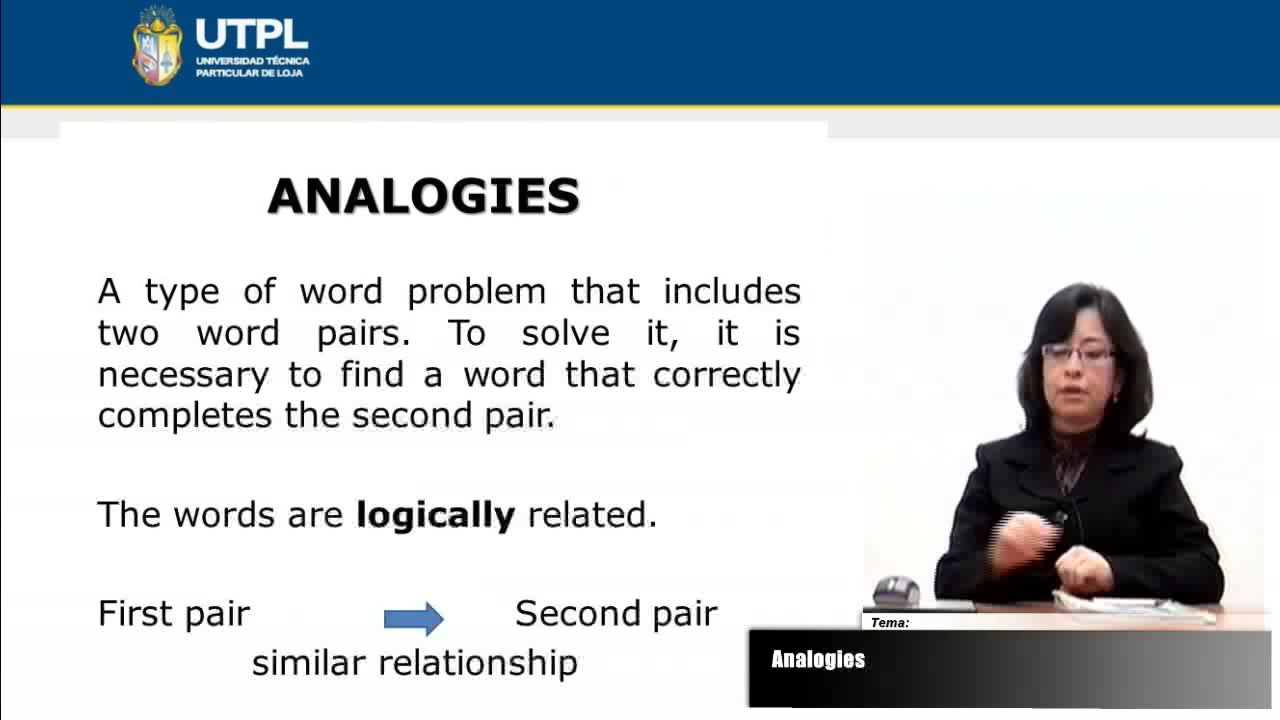 UTPL
UNIVERSIDAD TÉCNICA
PARTICULAR DE LOJA
ANALOGIES
A type of word problem that includes
two word pairs. To solve it, it is
necessary to find a word that correctly
completes the second pair.
The words are logically related.
First pair Second pair
similar relationship
Tema:
Analogies